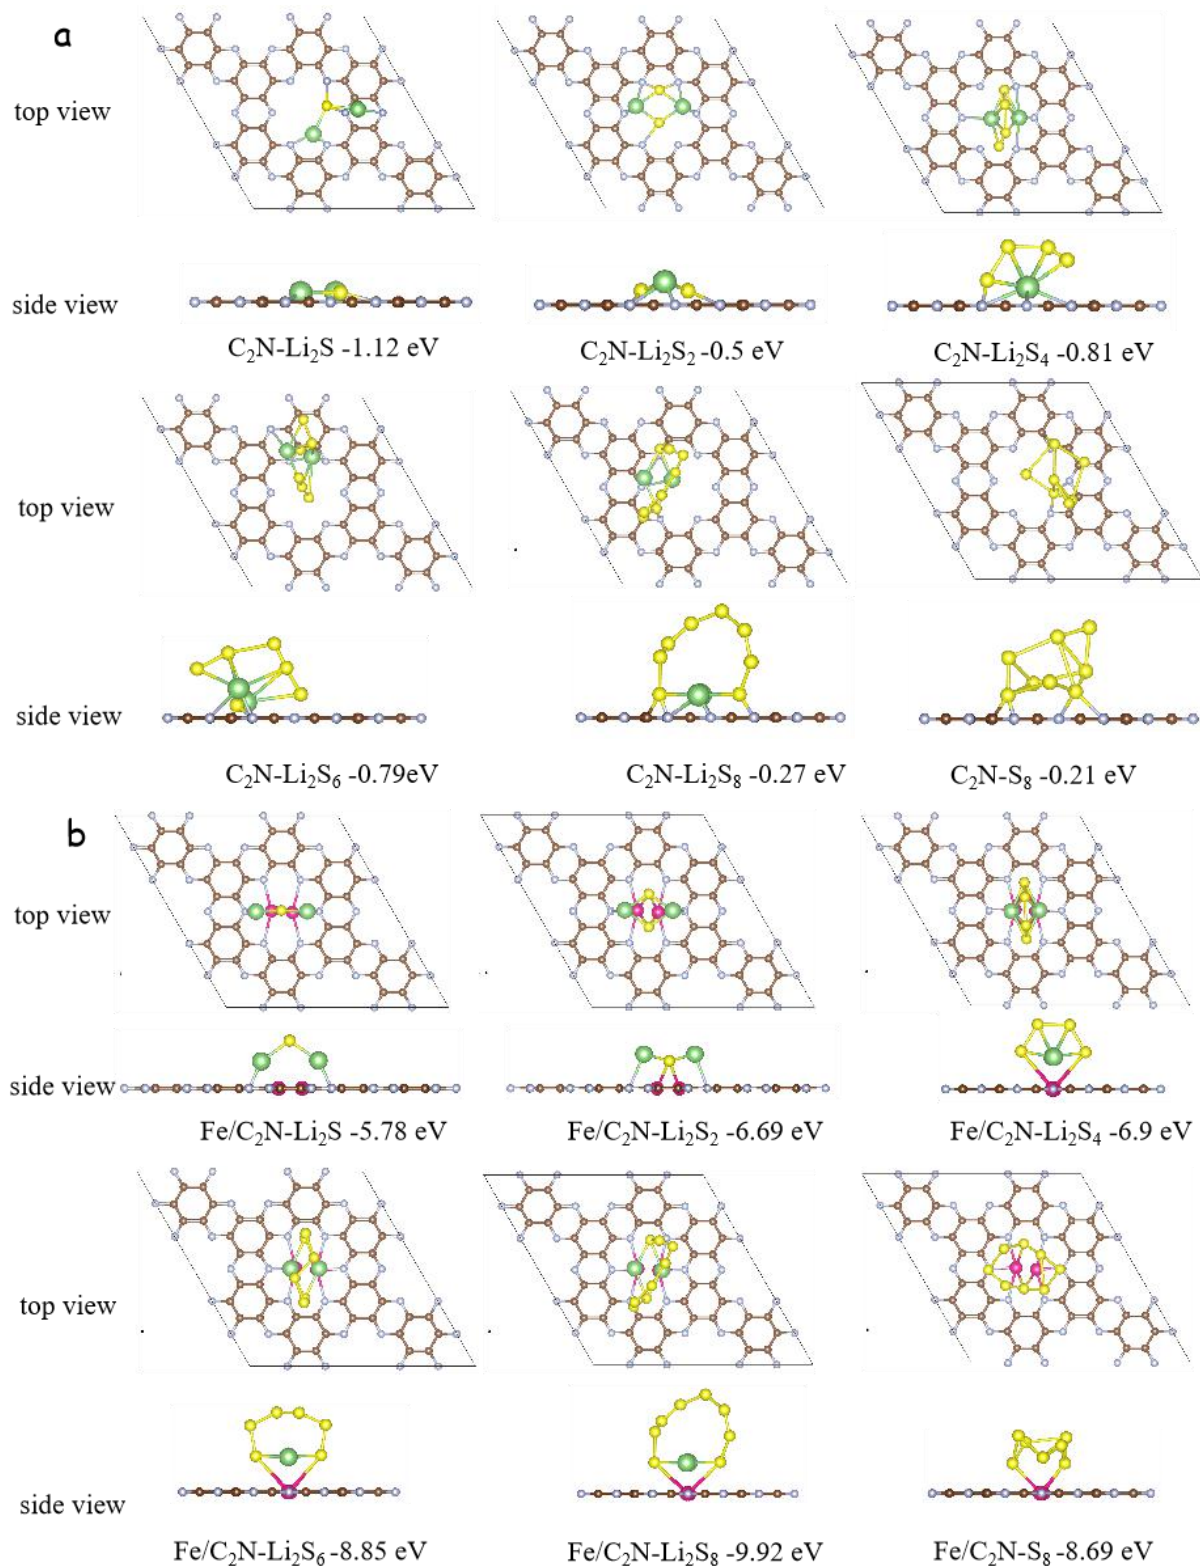 a
top view
side view
C₂N-Li₂S -1.12 eV
C₂N-Li₂S₂ -0.5 eV
C₂N-Li₂S₄ -0.81 eV
top view
side view
C₂N-Li₂S₆ -0.79eV
C₂N-Li₂S₈ -0.27 eV
C₂N-S₈ -0.21 eV
b
top view
side view
Fe/C₂N-Li₂S -5.78 eV
Fe/C₂N-Li₂S₂ -6.69 eV
Fe/C₂N-Li₂S₄ -6.9 eV
top view
side view
Fe/C₂N-Li₂S₆ -8.85 eV
Fe/C₂N-Li₂S₈ -9.92 eV
Fe/C₂N-S₈ -8.69 eV